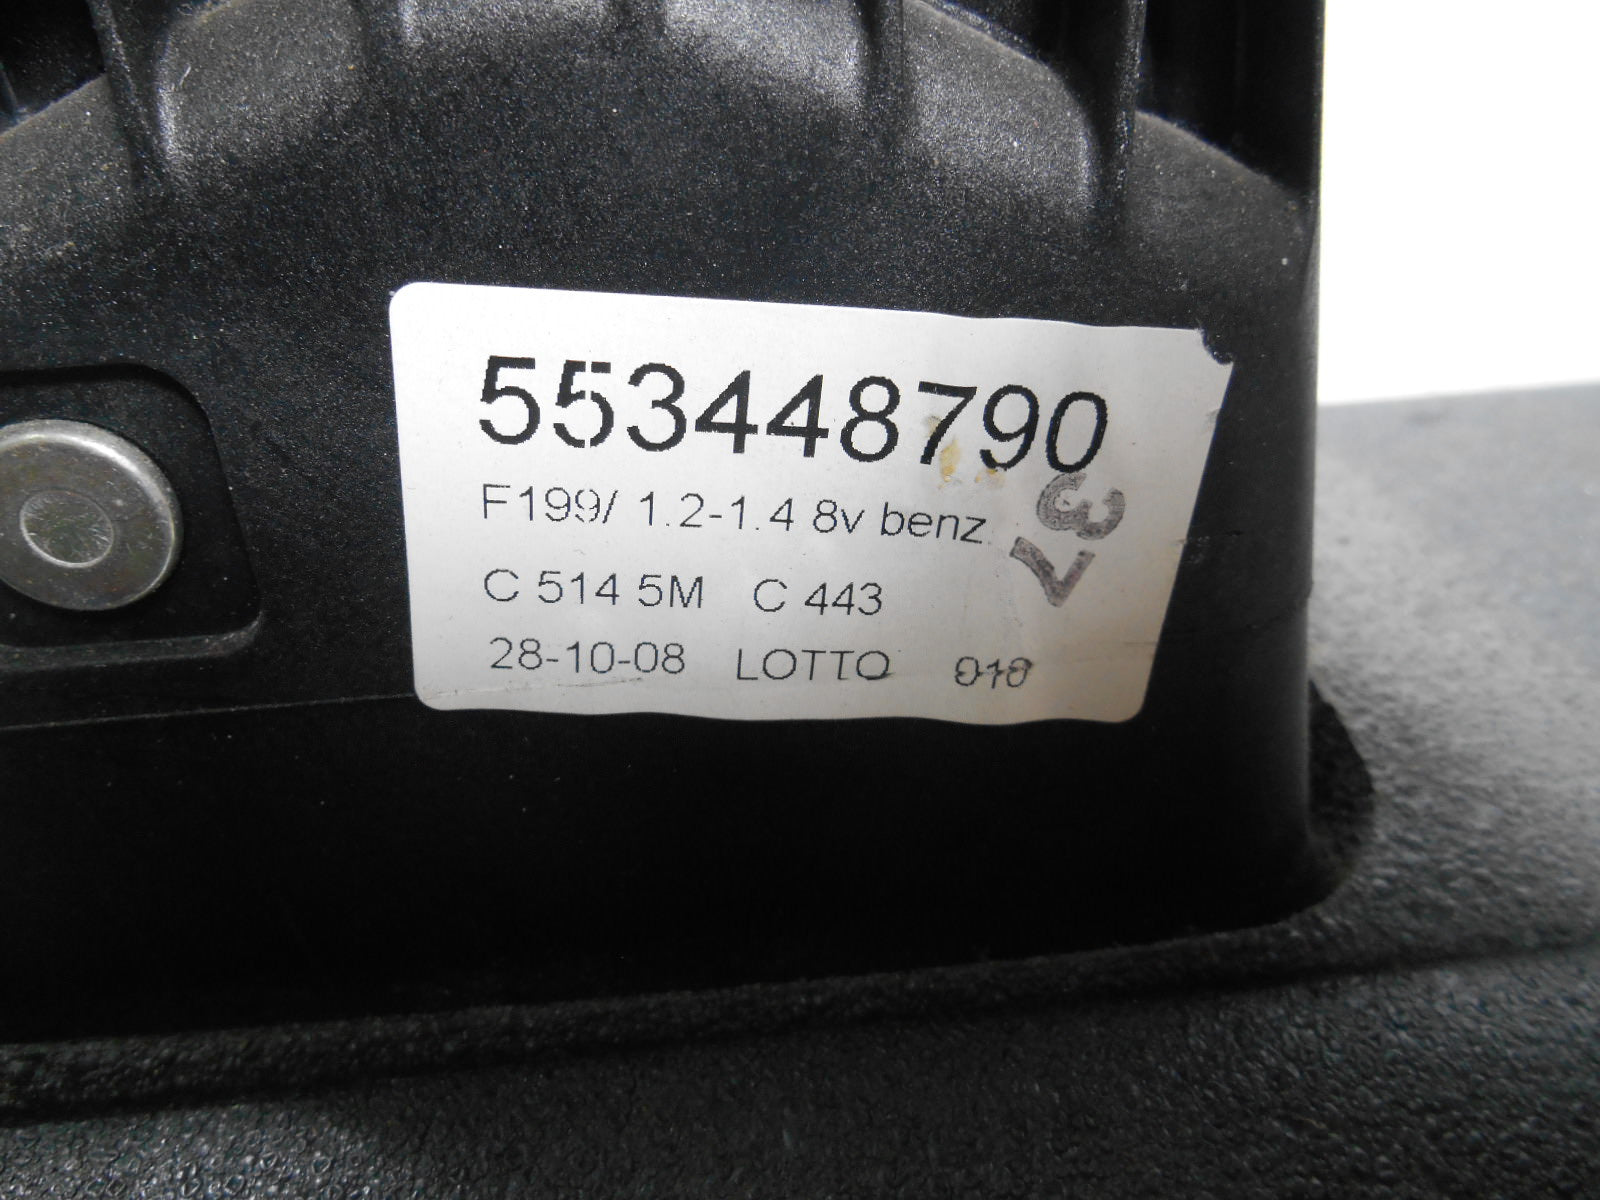 553448790
F199/ 1.2-1.4 8v benz.
C 514 5M C 443
28-10-08 LOTTO 010
37